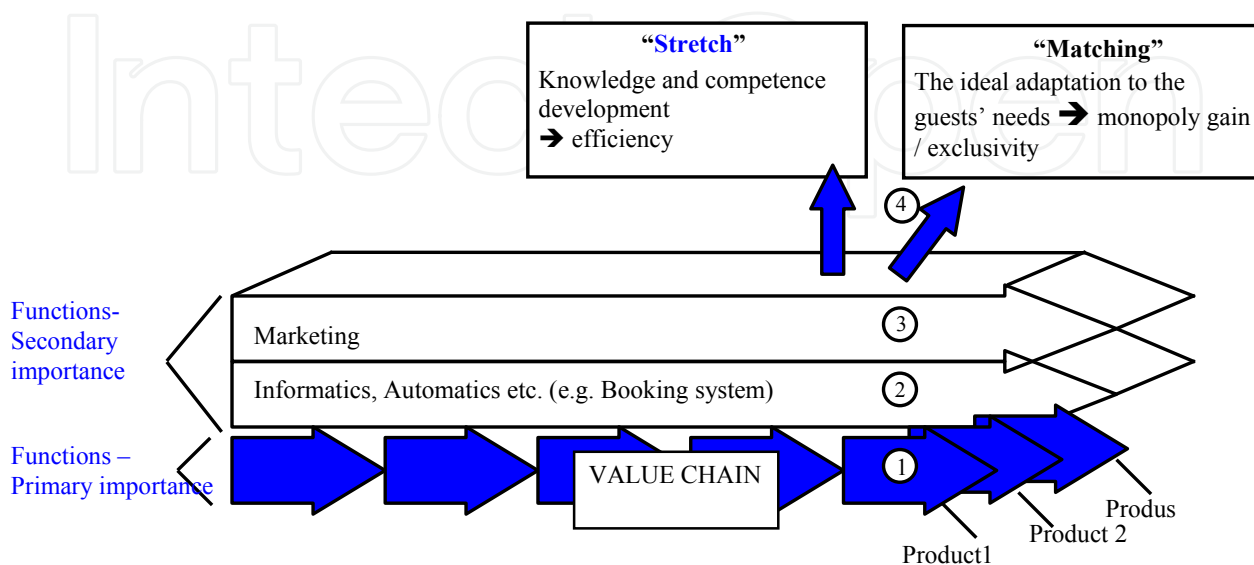 “Stretch”
Knowledge and competence
development
➔ efficiency
“Matching”
The ideal adaptation to the
guests’ needs ➔ monopoly gain
/ exclusivity
4
Functions-
Secondary
importance
3
Marketing
Informatics, Automatics etc. (e.g. Booking system)
2
Functions –
Primary importance
VALUE CHAIN
1
Produs
Product 2
Product1